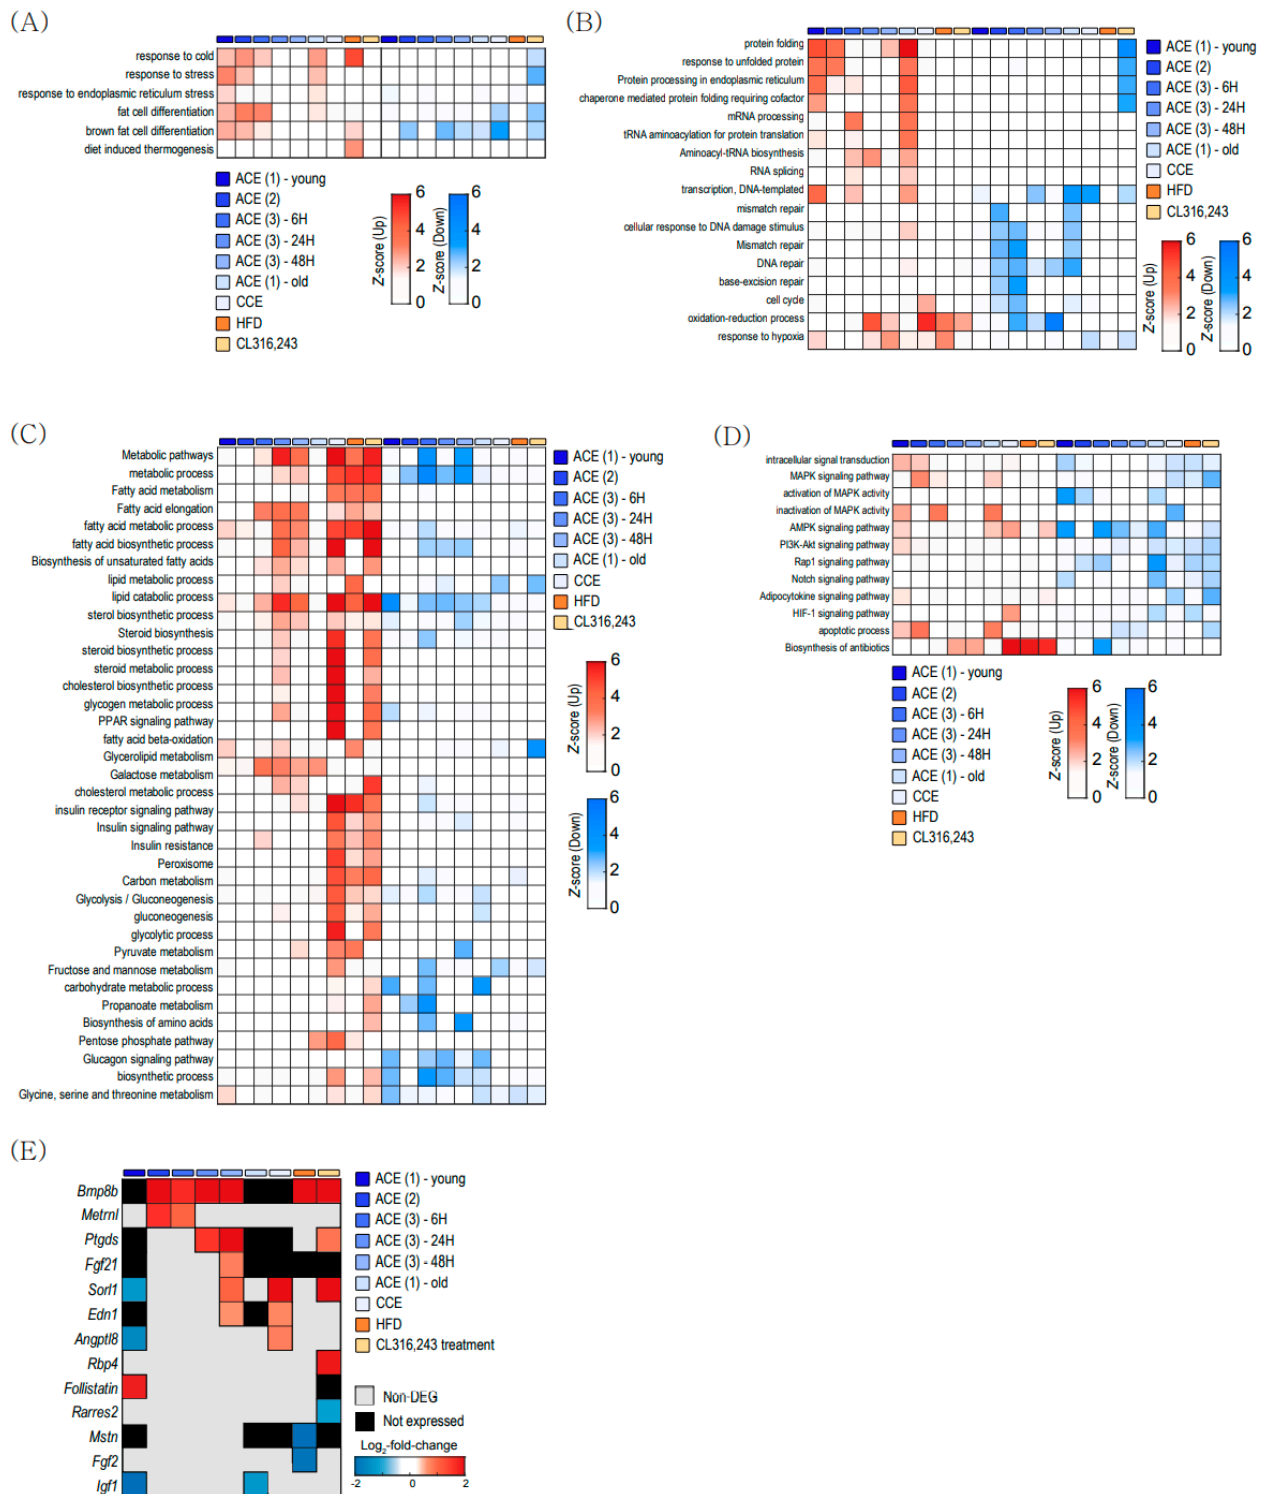 (A)
response to cold
response to stress
response to endoplasmic reticulum stress
fat cell differentiation
brown fat cell differentiation
diet induced thermogenesis
ACE (1) - young
ACE (2)
ACE (3) - 6H
ACE (3) - 24H
ACE (3) - 48H
ACE (1) - old
CCE
HFD
CL316,243
Z-score (Up)
6
4
2
0
Z-score (Down)
6
4
2
0
(B)
protein folding
response to unfolded protein
Protein processing in endoplasmic reticulum
chaperone mediated protein folding requiring cofactor
mRNA processing
tRNA aminoacylation for protein translation
Aminoacyl-tRNA biosynthesis
RNA splicing
transcription, DNA-templated
mismatch repair
cellular response to DNA damage stimulus
Mismatch repair
DNA repair
base-excision repair
cell cycle
oxidation-reduction process
response to hypoxia
ACE (1) - young
ACE (2)
ACE (3) - 6H
ACE (3) - 24H
ACE (3) - 48H
ACE (1) - old
CCE
HFD
CL316,243
Z-score (Up)
6
4
2
0
Z-score (Down)
6
4
2
0
(C)
Metabolic pathways
metabolic process
Fatty acid metabolism
Fatty acid elongation
fatty acid metabolic process
fatty acid biosynthetic process
Biosynthesis of unsaturated fatty acids
lipid metabolic process
lipid catabolic process
sterol biosynthetic process
Steroid biosynthesis
steroid biosynthetic process
steroid metabolic process
cholesterol biosynthetic process
glycogen metabolic process
PPAR signaling pathway
fatty acid beta-oxidation
Glycerolipid metabolism
Galactose metabolism
cholesterol metabolic process
insulin receptor signaling pathway
Insulin signaling pathway
Insulin resistance
Peroxisome
Carbon metabolism
Glycolysis / Gluconeogenesis
gluconeogenesis
glycolytic process
Pyruvate metabolism
Fructose and mannose metabolism
carbohydrate metabolic process
Propanoate metabolism
Biosynthesis of amino acids
Pentose phosphate pathway
Glucagon signaling pathway
biosynthetic process
Glycine, serine and threonine metabolism
ACE (1) - young
ACE (2)
ACE (3) - 6H
ACE (3) - 24H
ACE (3) - 48H
ACE (1) - old
CCE
HFD
CL316,243
Z-score (Up)
6
4
2
0
Z-score (Down)
6
4
2
0
(D)
intracellular signal transduction
MAPK signaling pathway
activation of MAPK activity
inactivation of MAPK activity
AMPK signaling pathway
PI3K-Akt signaling pathway
Rap1 signaling pathway
Notch signaling pathway
Adipocytokine signaling pathway
HIF-1 signaling pathway
apoptotic process
Biosynthesis of antibiotics
ACE (1) - young
ACE (2)
ACE (3) - 6H
ACE (3) - 24H
ACE (3) - 48H
ACE (1) - old
CCE
HFD
CL316,243
Z-score (Up)
6
4
2
0
Z-score (Down)
6
4
2
0
(E)
Bmp8b
Metrnl
Ptgds
Fgf21
Sorl1
Edn1
Angptl8
Rbp4
Follistatin
Rarres2
Mstn
Fgf2
Igf1
ACE (1) - young
ACE (2)
ACE (3) - 6H
ACE (3) - 24H
ACE (3) - 48H
ACE (1) - old
CCE
HFD
CL316,243 treatment
Non-DEG
Not expressed
Log2-fold-change
-2 0 2